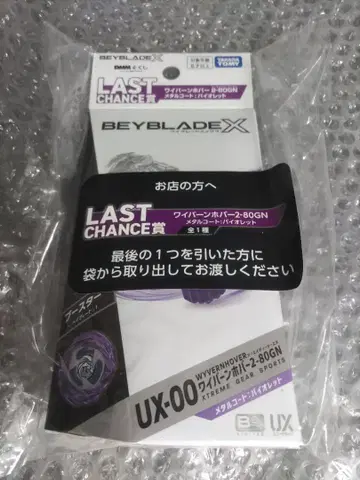 BEYBLADE X
LAST
CHANCE賞
ワイバーンホバー2-80GN
メタルコート:バイオレット
TAKARA
TOMY
BEYBLADE X
お店の方へ
LAST
CHANCE賞
ワイバーンホバー2-80GN
メタルコート:バイオレット
全1種
最後の1つを引いた方に
袋から取り出してお渡しください
ブースター
UX-00
WYVERNHOVER
ワイバーンホバー2-80GN
XTREME GEAR SPORTS
メタルコート:バイオレット
UX